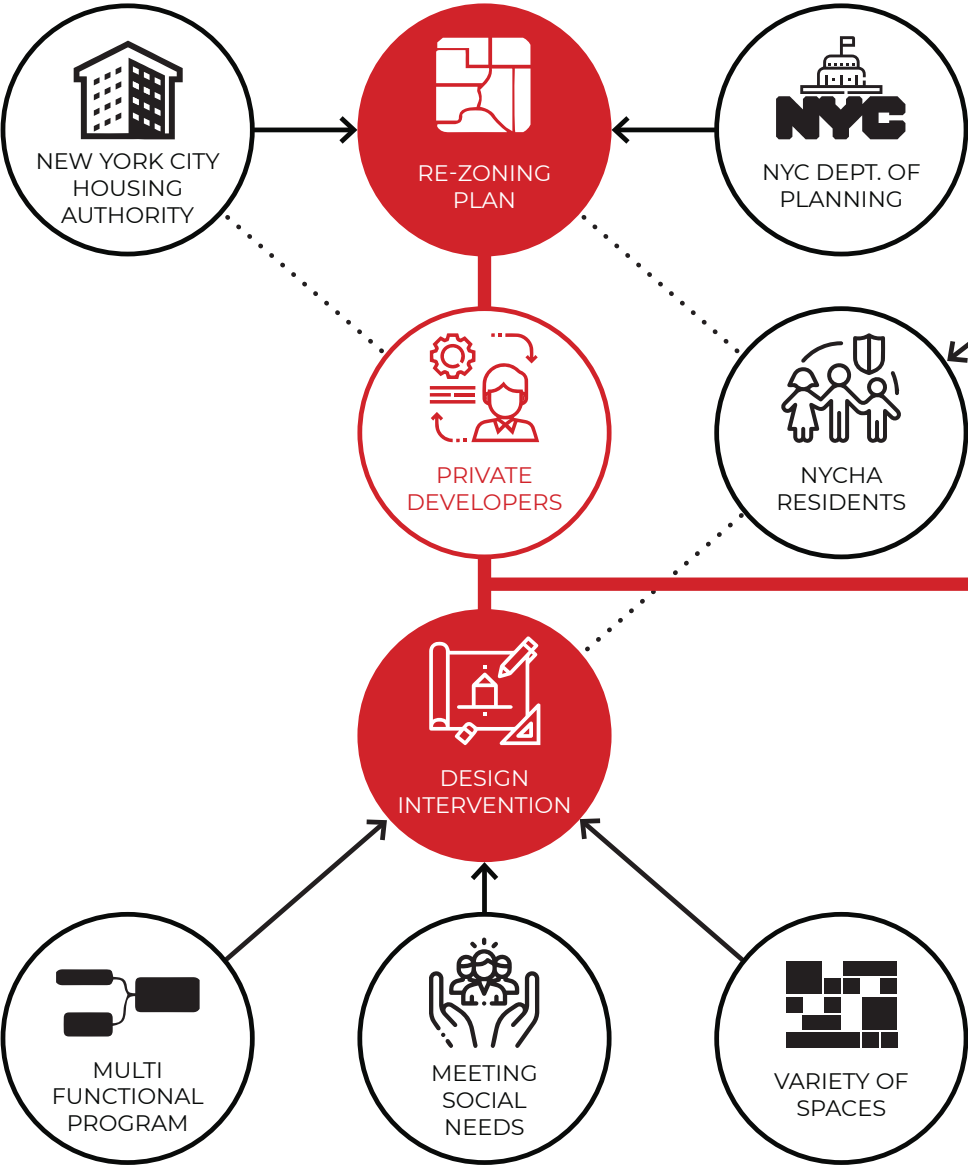 NEW YORK CITY
HOUSING
AUTHORITY
RE-ZONING
PLAN
NYC
NYC DEPT. OF
PLANNING
PRIVATE
DEVELOPERS
NYCHA
RESIDENTS
DESIGN
INTERVENTION
MULTI
FUNCTIONAL
PROGRAM
MEETING
SOCIAL
NEEDS
VARIETY OF
SPACES